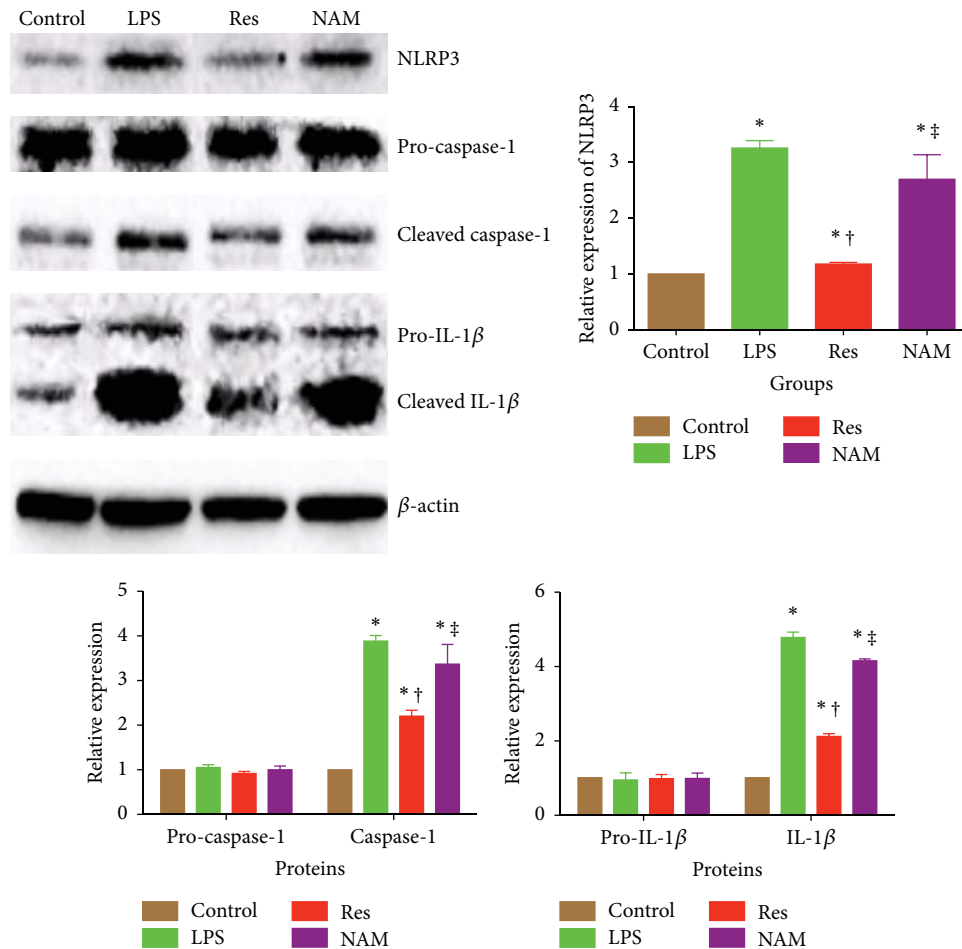 Control LPS Res NAM
NLRP3
Pro-caspase-1
Cleaved caspase-1
Pro-IL-1β
Cleaved IL-1β
β-actin
Relative expression of NLRP3
4
3
2
1
0
*
* †
* ‡
Control LPS Res NAM
Groups
Control Res
LPS NAM
Relative expression
5
4
3
2
1
0
*
* †
* ‡
Pro-caspase-1 Caspase-1
Proteins
Control Res
LPS NAM
Relative expression
6
4
2
0
*
* †
* ‡
Pro-IL-1β IL-1β
Proteins
Control Res
LPS NAM